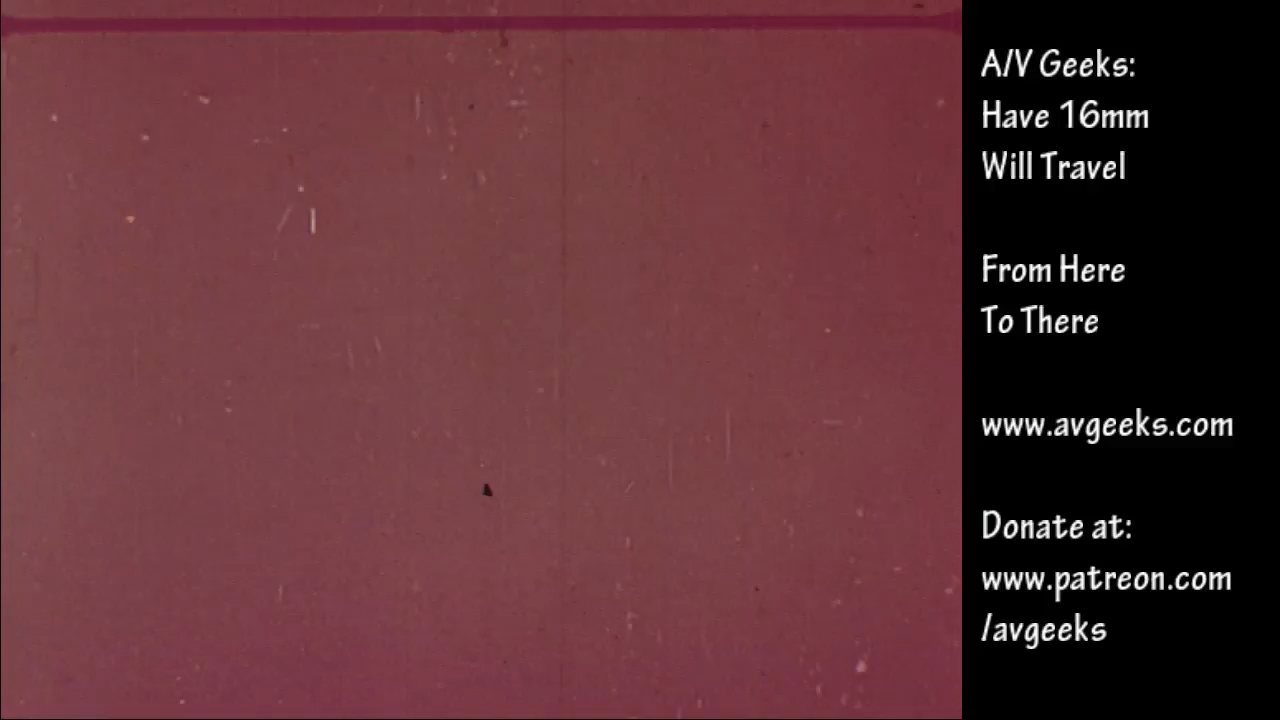 A/V Geeks:
Have 16mm
Will Travel
From Here
To There
www.avgeeks.com
Donate at:
www.patreon.com
/avgeeks